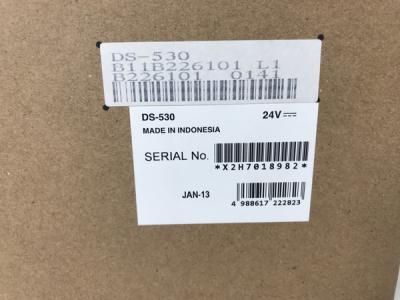 DS-530
B11B226101 L1
B226101 0141
DS-530 24V
MADE IN INDONESIA
SERIAL No.
*X2H7018982*
JAN-13
4 988617 222823